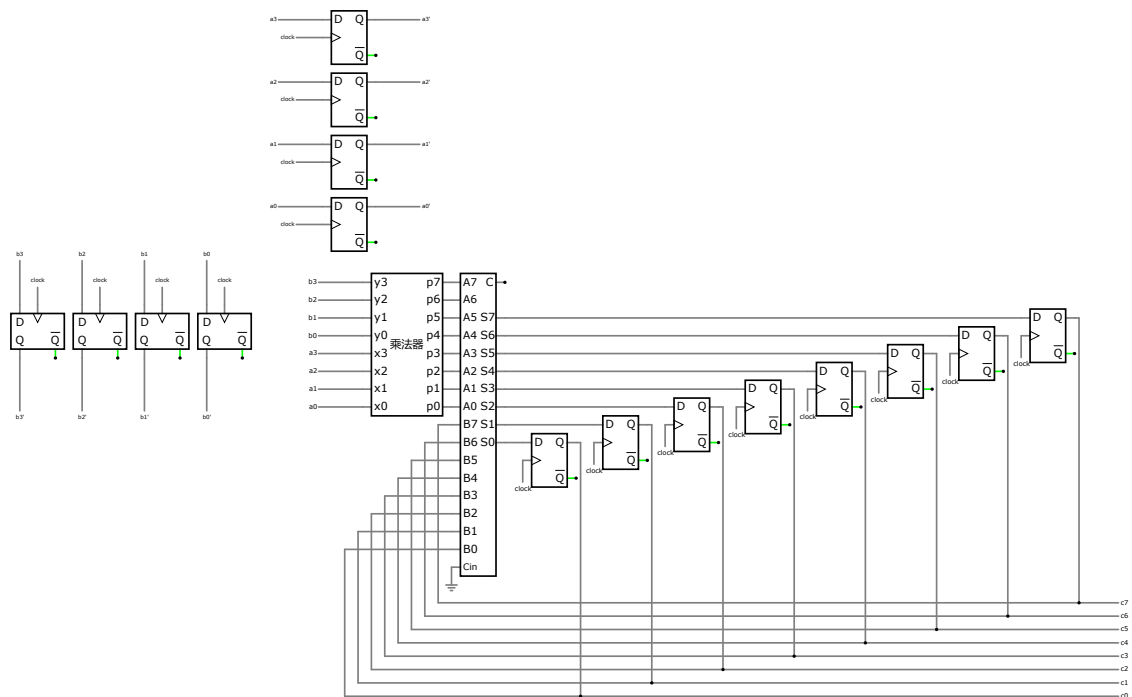 a3 D Q a3'
clock
Q
a2 D Q a2'
clock
Q
a1 D Q a1'
clock
Q
a0 D Q a0'
clock
Q
b3 b2 b1 b0
clock clock clock clock
D D D D
Q Q Q Q Q Q Q Q
b3' b2' b1' b0'
b3 y3 p7 A7 C
b2 y2 p6 A6
b1 y1 p5 A5 S7
b0 y0 p4 A4 S6
乘法器
a3 x3 p3 A3 S5
a2 x2 p2 A2 S4
a1 x1 p1 A1 S3
a0 x0 p0 A0 S2
B7 S1
B6 S0
B5
B4
B3
B2
B1
B0
Cin
D Q
clock
Q
D Q
clock
Q
D Q
clock
Q
D Q
clock
Q
D Q
clock
Q
D Q
clock
Q
D Q
clock
Q
D Q
clock
Q
c7
c6
c5
c4
c3
c2
c1
c0